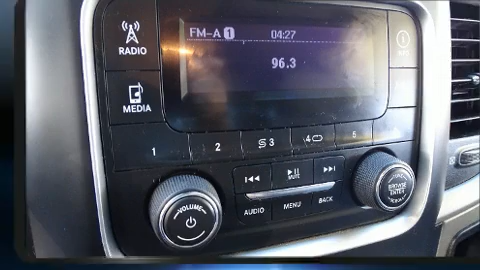 RADIO
FM-A 1 04:27
96.3
MEDIA
1 2 3 4 5
MUTE
VOLUME
AUDIO MENU BACK
BROWSE
ENTER